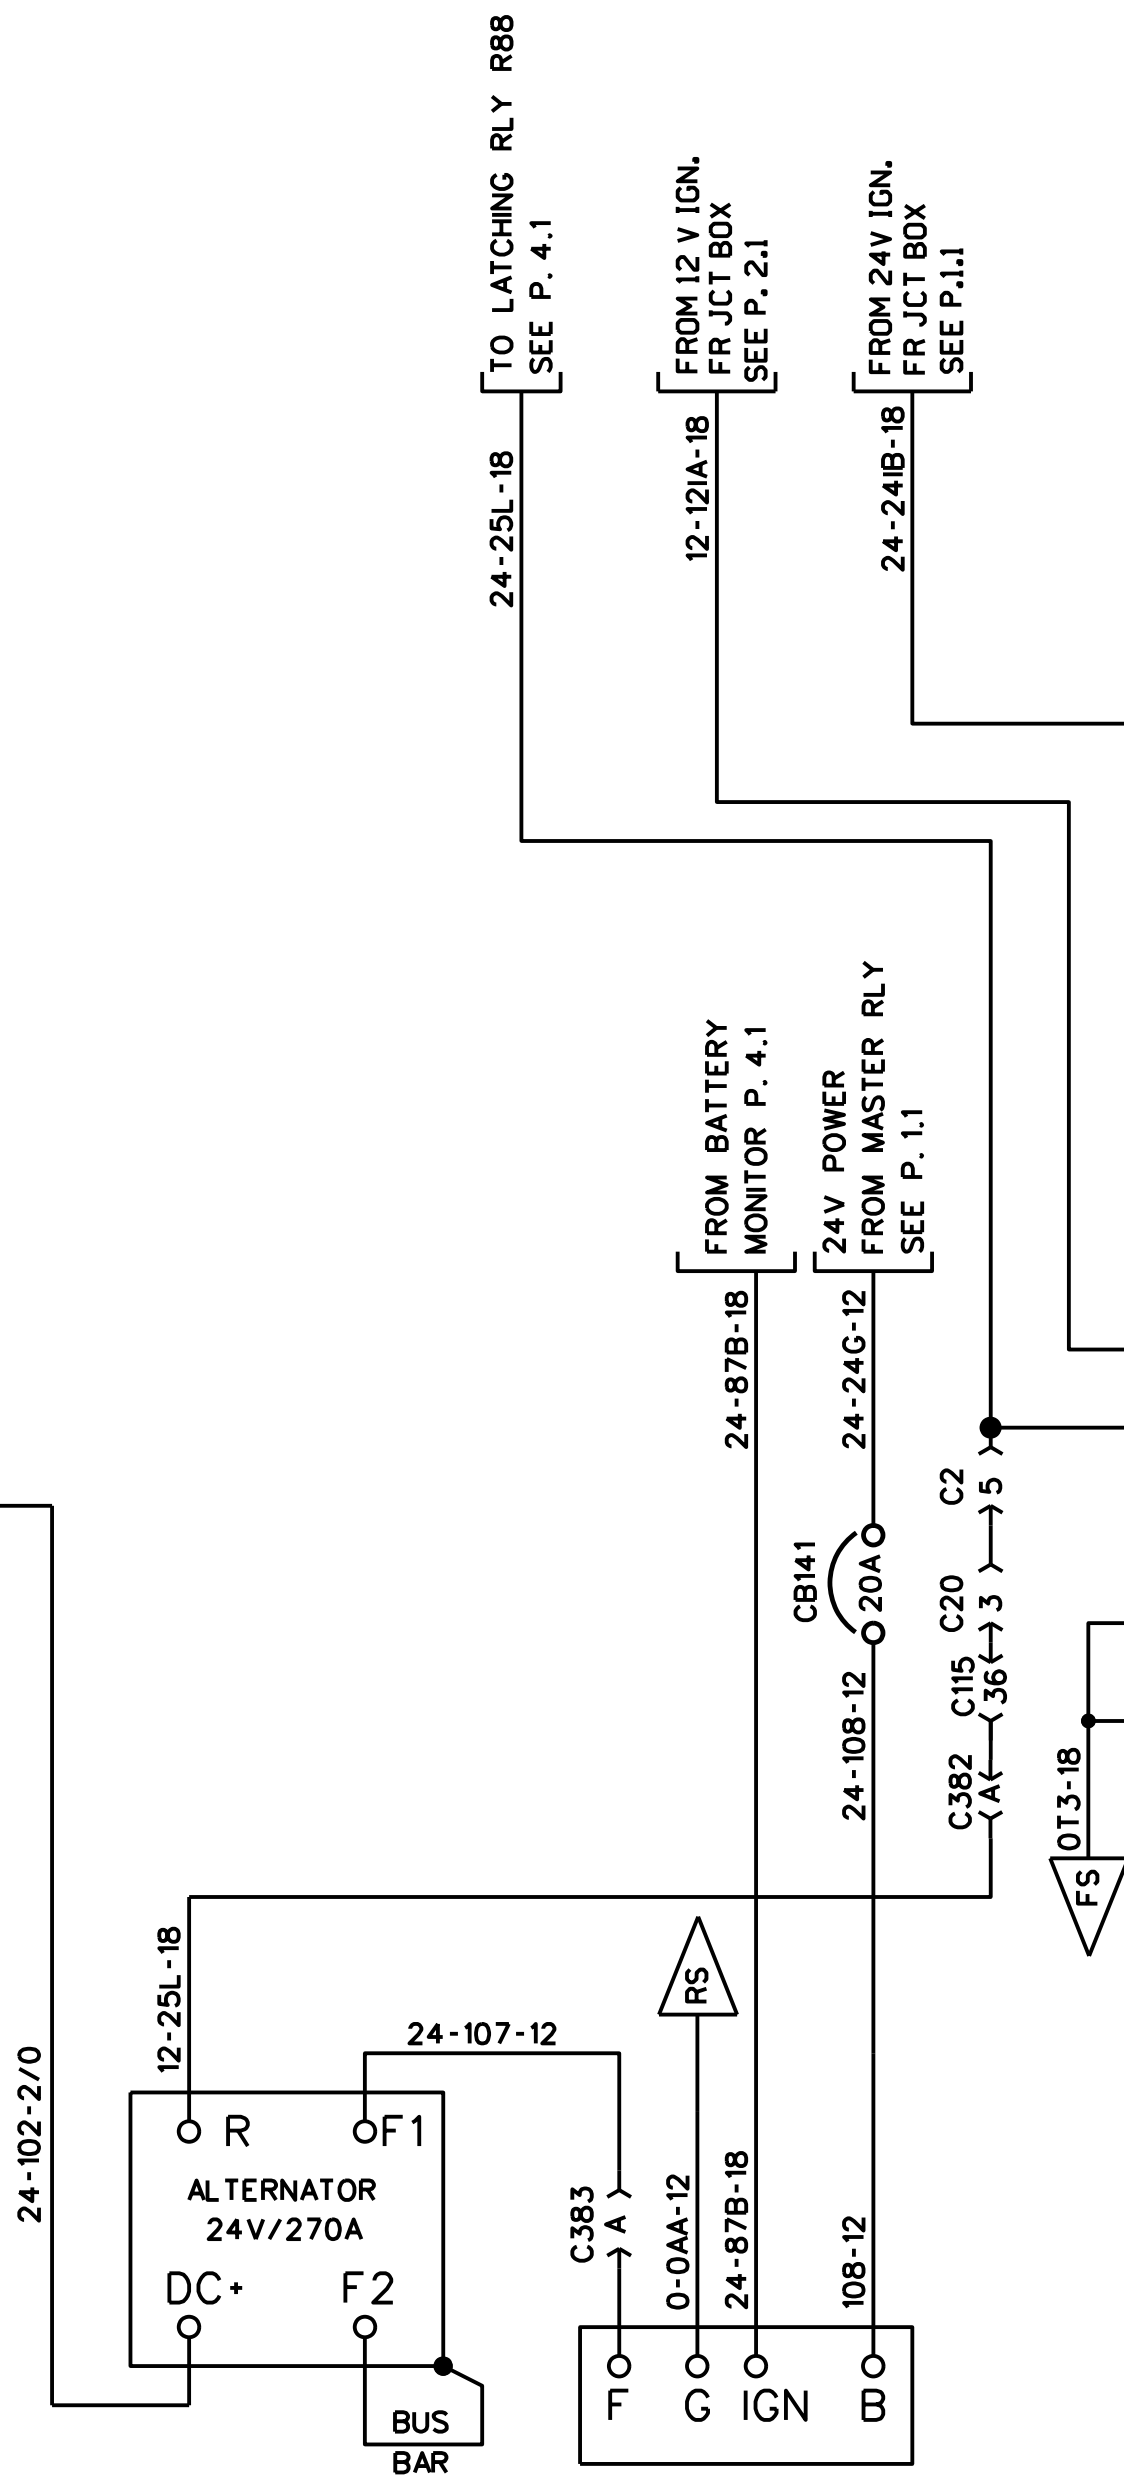 TO LATCHING RLY R88
SEE P. 4.1
FROM 12 V IGN.
FR JCT BOX
SEE P. 2.1
FROM 24V IGN.
FR JCT BOX
SEE P.1.1
24-25L-18
12-12IA-18
24-24IB-18
FROM BATTERY
MONITOR P. 4.1
24V POWER
FROM MASTER RLY
SEE P. 1.1
24-87B-18
24-24G-12
C2
5
CB141
20A
C20
3
C115
36
24-108-12
C382
A
OT3-18
FS
12-25L-18
RS
24-107-12
24-102-2/0
R
F1
ALTERNATOR
24V/270A
DC+
F2
C383
A
0-0AA-12
24-87B-18
108-12
F
G
IGN
B
BUS
BAR